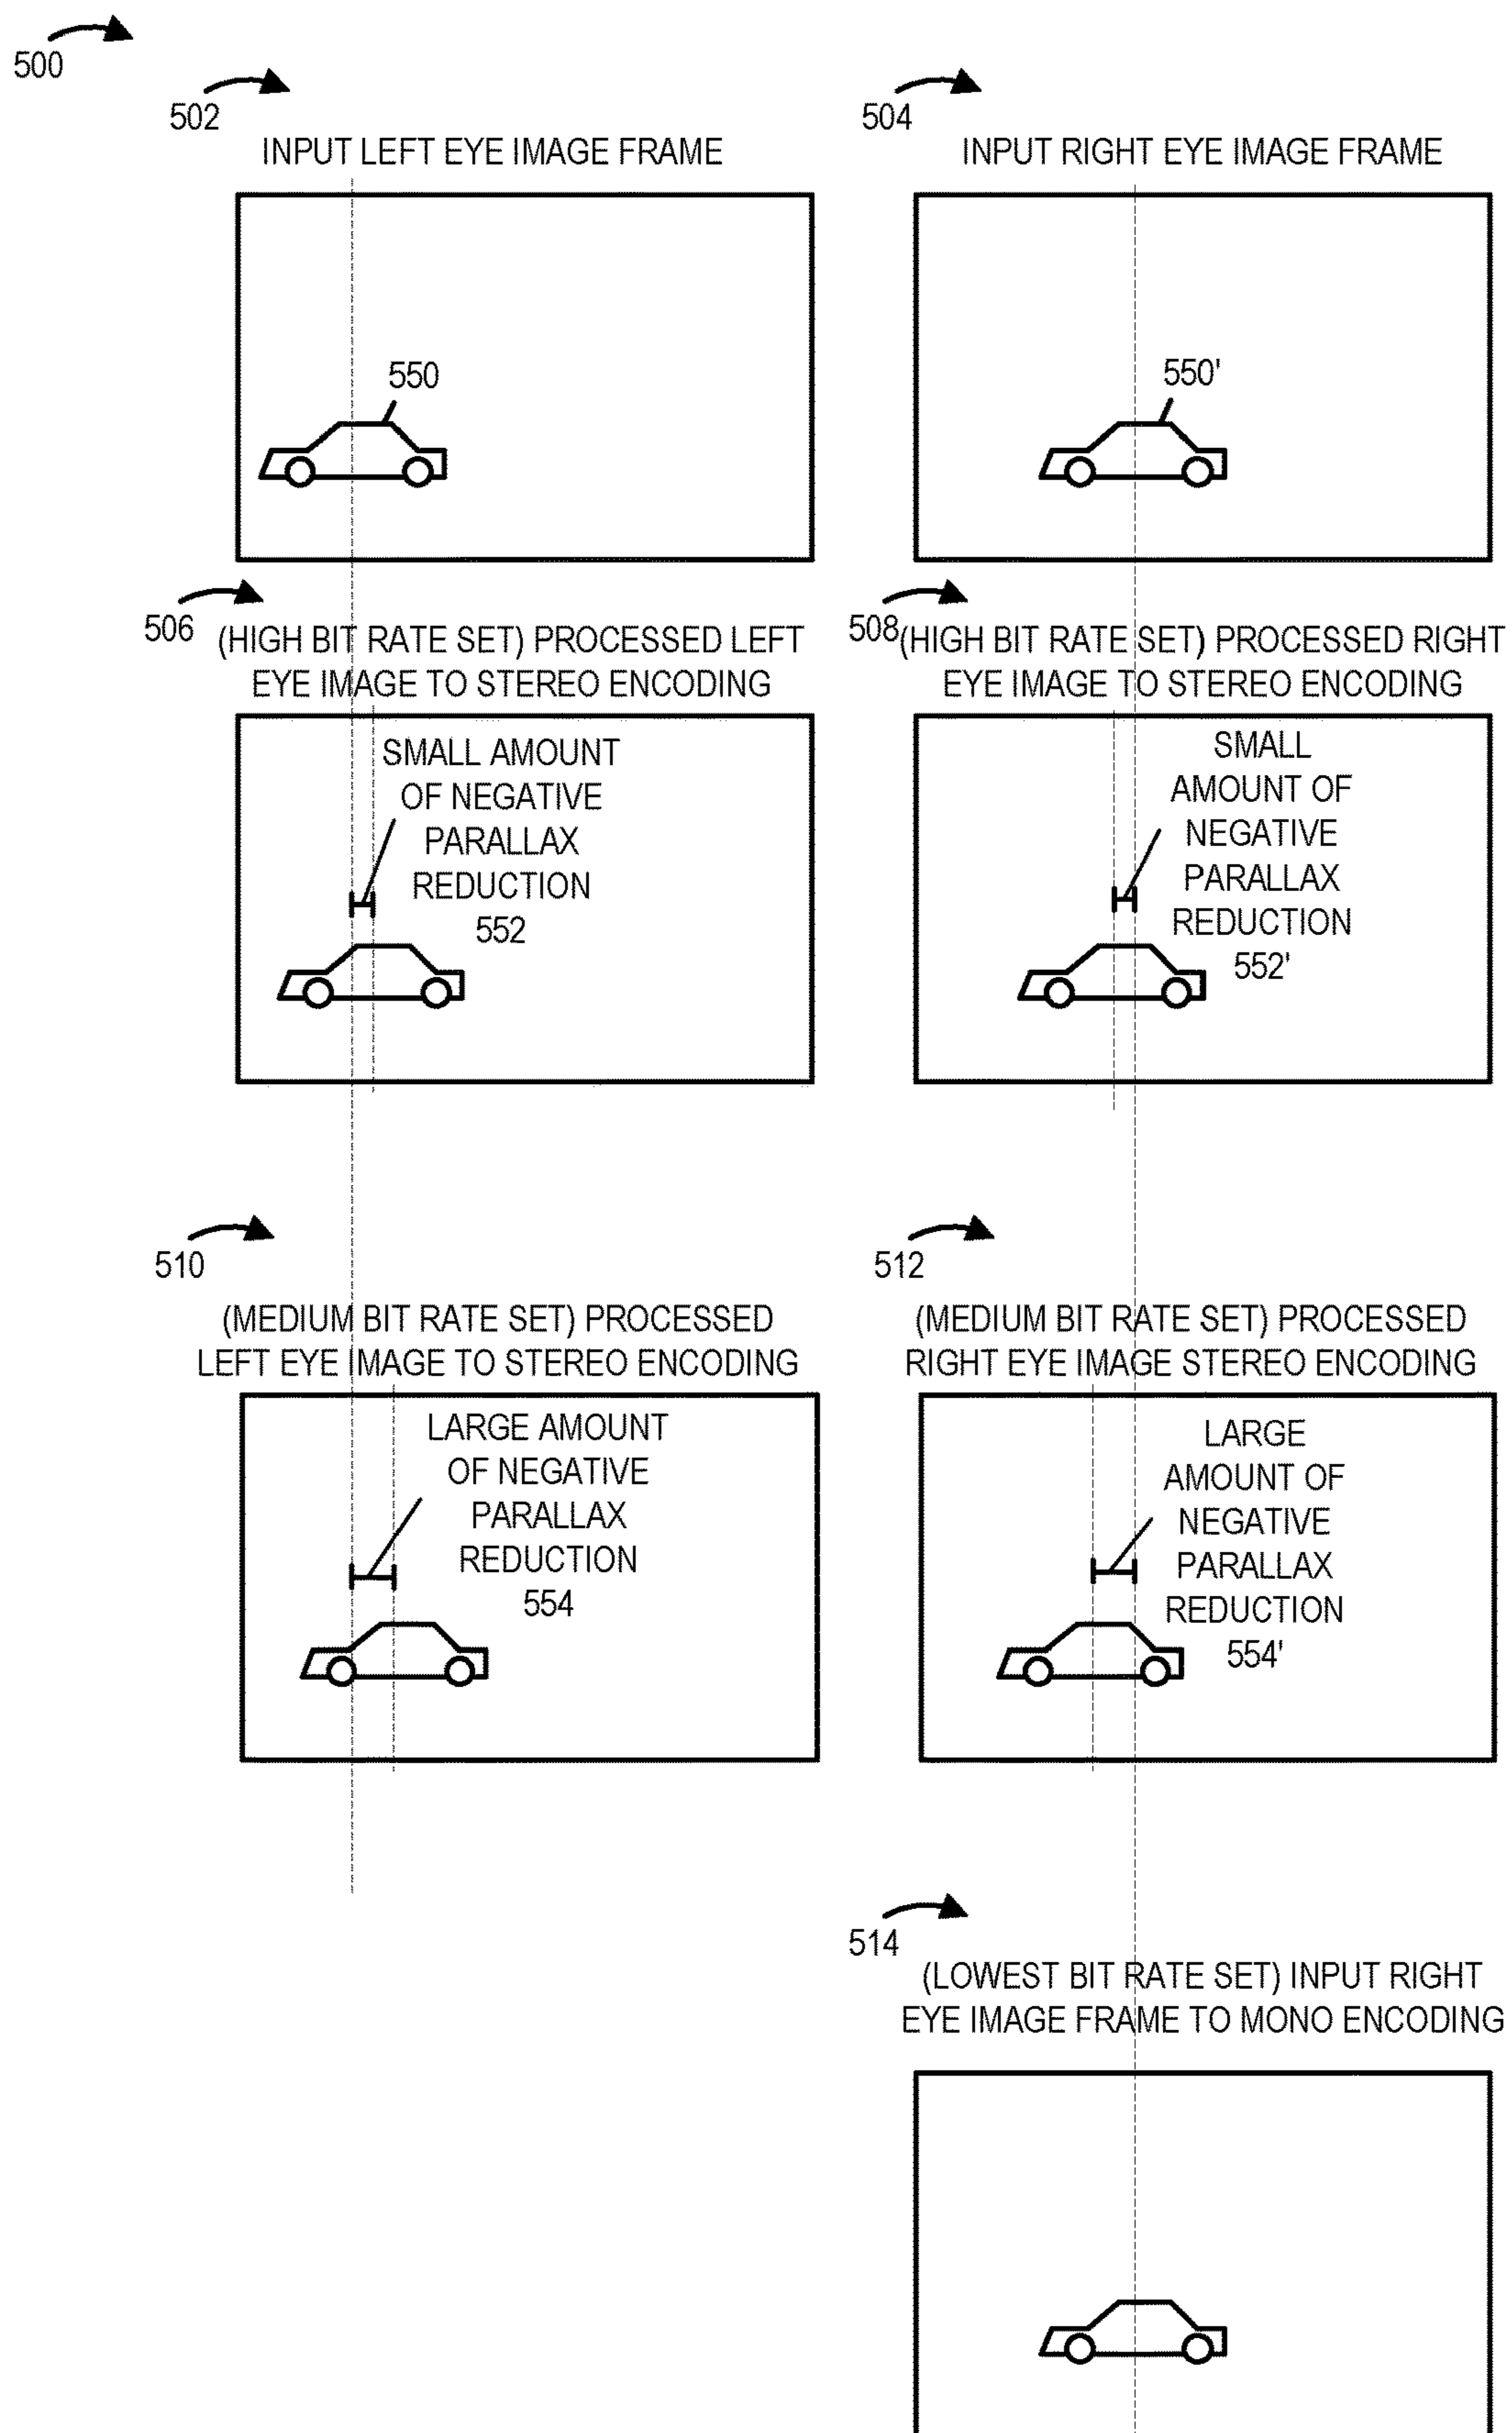 500
502
INPUT LEFT EYE IMAGE FRAME
504
INPUT RIGHT EYE IMAGE FRAME
550
550'
506
(HIGH BIT RATE SET) PROCESSED LEFT
EYE IMAGE TO STEREO ENCODING
508
(HIGH BIT RATE SET) PROCESSED RIGHT
EYE IMAGE TO STEREO ENCODING
SMALL AMOUNT
OF NEGATIVE
PARALLAX
REDUCTION
552
SMALL
AMOUNT OF
NEGATIVE
PARALLAX
REDUCTION
552'
510
(MEDIUM BIT RATE SET) PROCESSED
LEFT EYE IMAGE TO STEREO ENCODING
512
(MEDIUM BIT RATE SET) PROCESSED
RIGHT EYE IMAGE STEREO ENCODING
LARGE AMOUNT
OF NEGATIVE
PARALLAX
REDUCTION
554
LARGE
AMOUNT OF
NEGATIVE
PARALLAX
REDUCTION
554'
514
(LOWEST BIT RATE SET) INPUT RIGHT
EYE IMAGE FRAME TO MONO ENCODING